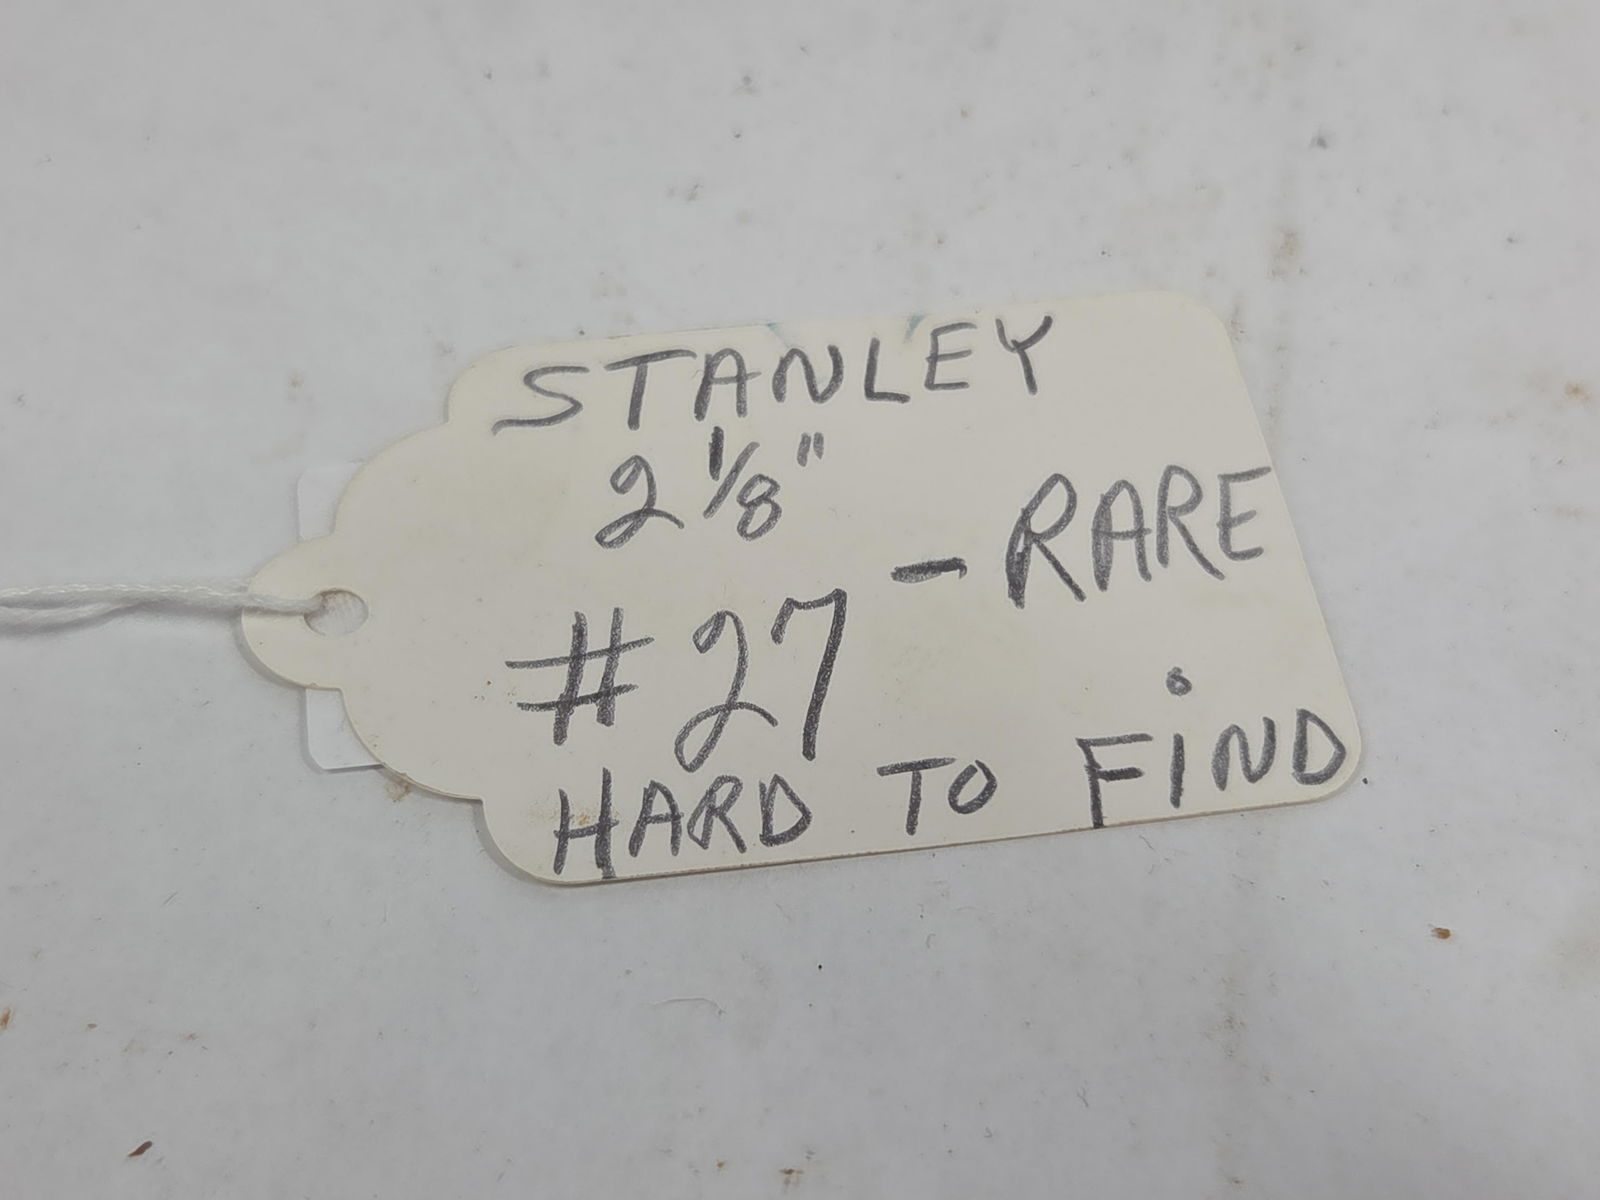 STANLEY
2 1/8"
#27 - RARE
HARD TO FiND